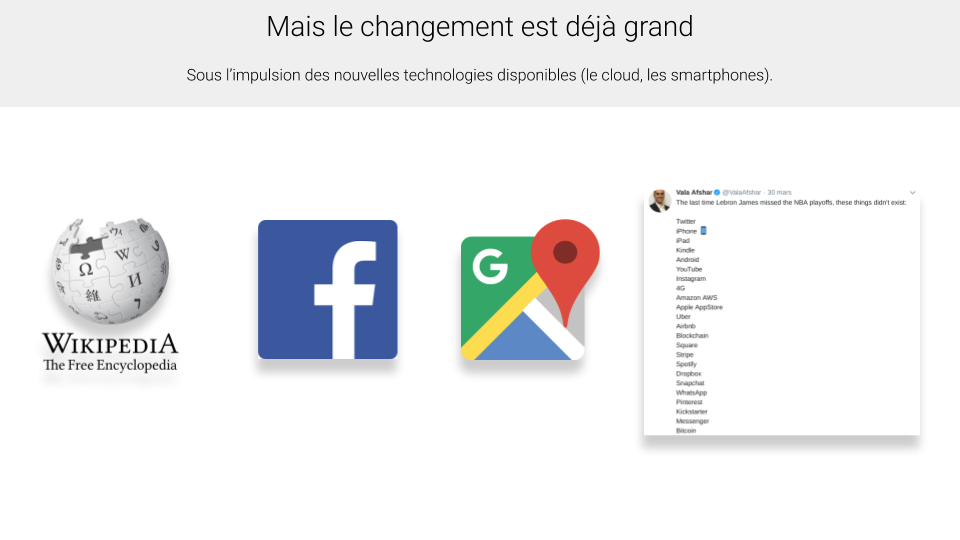 Mais le changement est déjà grand
Sous l'impulsion des nouvelles technologies disponibles (le cloud, les smartphones).
Ω
W
И
維
WIKIPEDIA
The Free Encyclopedia
f
G
Vala Afshar @ValaAfshar · 30 mars
The last time Lebron James missed the NBA playoffs, these things didn't exist:
Twitter
iPhone
iPad
Kindle
Android
YouTube
Instagram
4G
Amazon AWS
Apple AppStore
Uber
Airbnb
Blockchain
Square
Stripe
Spotify
Dropbox
Snapchat
WhatsApp
Pinterest
Kickstarter
Messenger
Bitcoin